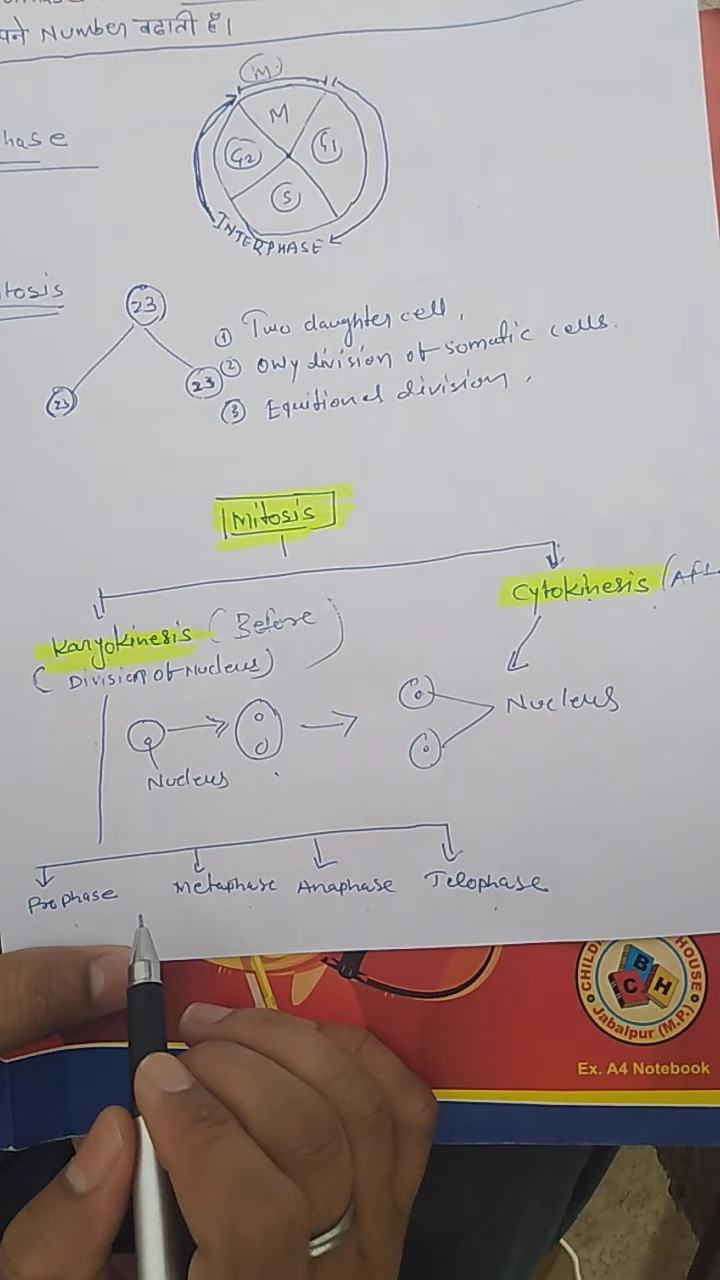 पने Number बढाती हैं।
(M)
M
G2
G1
S
INTERPHASE
hase
tosis
23
23
23
① Two daughter cell,
② Only division of somatic cells.
③ Equitional division,
Mitosis
Karyokinesis (Before)
(Division of Nucleus)
Cytokinesis (Aft
Nucleus
Nucleus
Prophase Metaphase Anaphase Telophase
CHILD HOUSE
B C H
Jabalpur (M.P.)
Ex. A4 Notebook